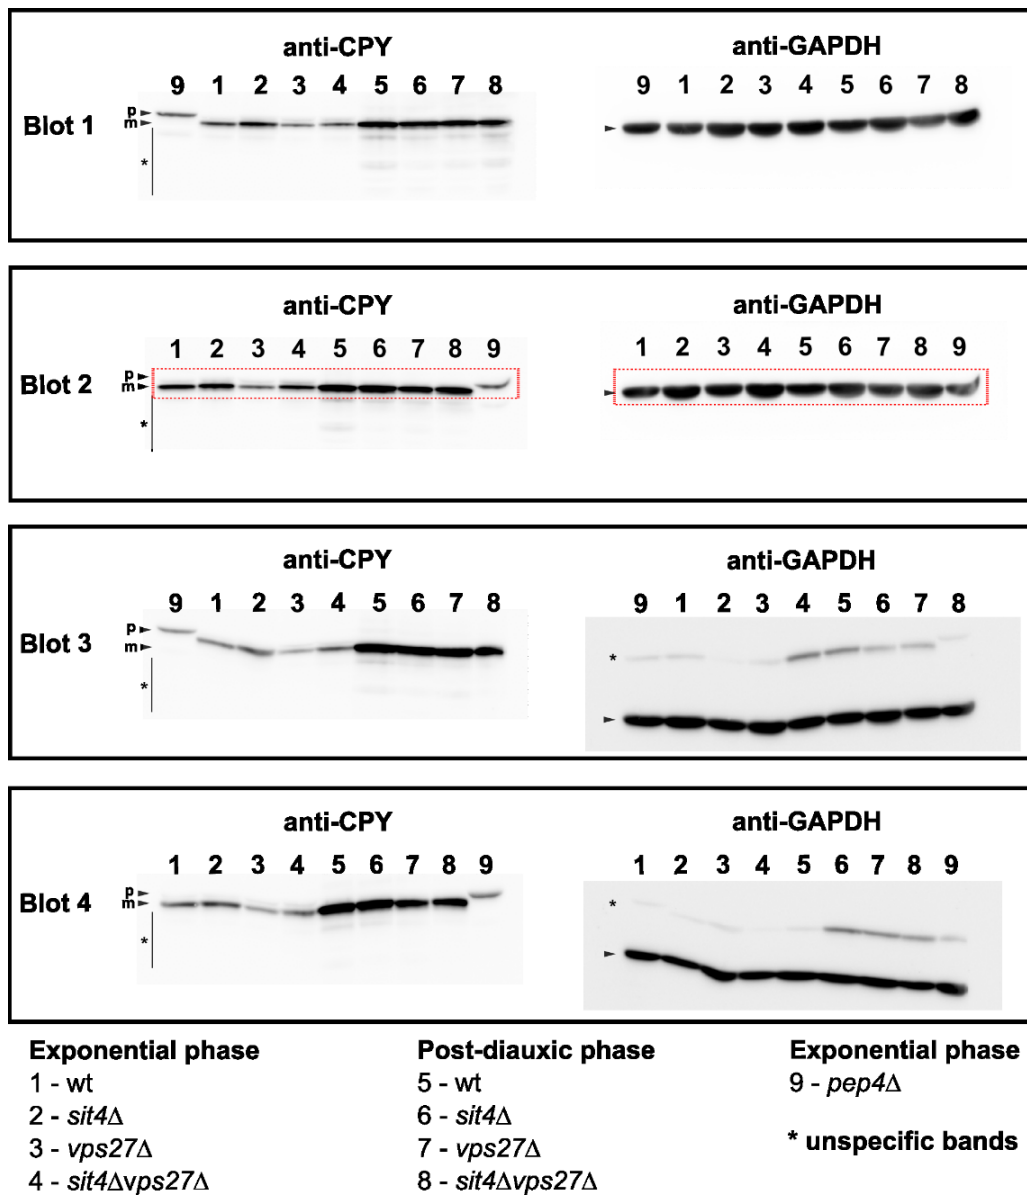 anti-CPY anti-GAPDH
9 1 2 3 4 5 6 7 8 9 1 2 3 4 5 6 7 8
p
Blot 1 m
*
anti-CPY anti-GAPDH
1 2 3 4 5 6 7 8 9 1 2 3 4 5 6 7 8 9
p
Blot 2 m
*
anti-CPY anti-GAPDH
9 1 2 3 4 5 6 7 8 9 1 2 3 4 5 6 7 8
p
Blot 3 m *
*
anti-CPY anti-GAPDH
1 2 3 4 5 6 7 8 9 1 2 3 4 5 6 7 8 9
p
Blot 4 m *
*
Exponential phase Post-diauxic phase Exponential phase
1 - wt 5 - wt 9 - pep4Δ
2 - sit4Δ 6 - sit4Δ
3 - vps27Δ 7 - vps27Δ * unspecific bands
4 - sit4Δvps27Δ 8 - sit4Δvps27Δ